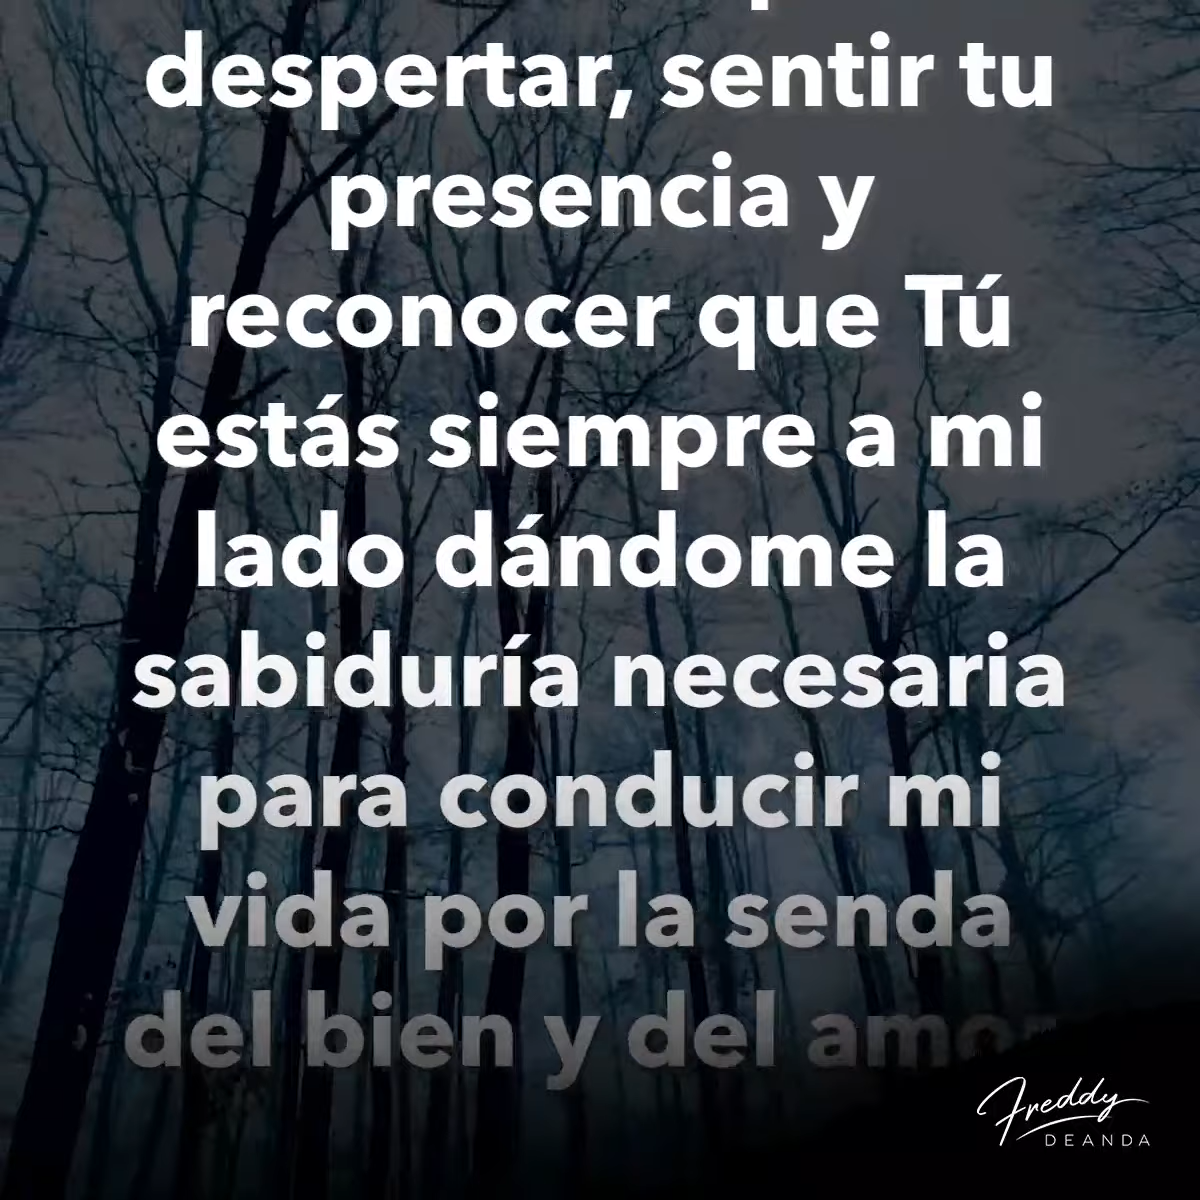 despertar, sentir tu
presencia y
reconocer que Tú
estás siempre a mi
lado dándome la
sabiduría necesaria
para conducir mi
vida por la senda
del bien y del amor
Freddy
DEANDA